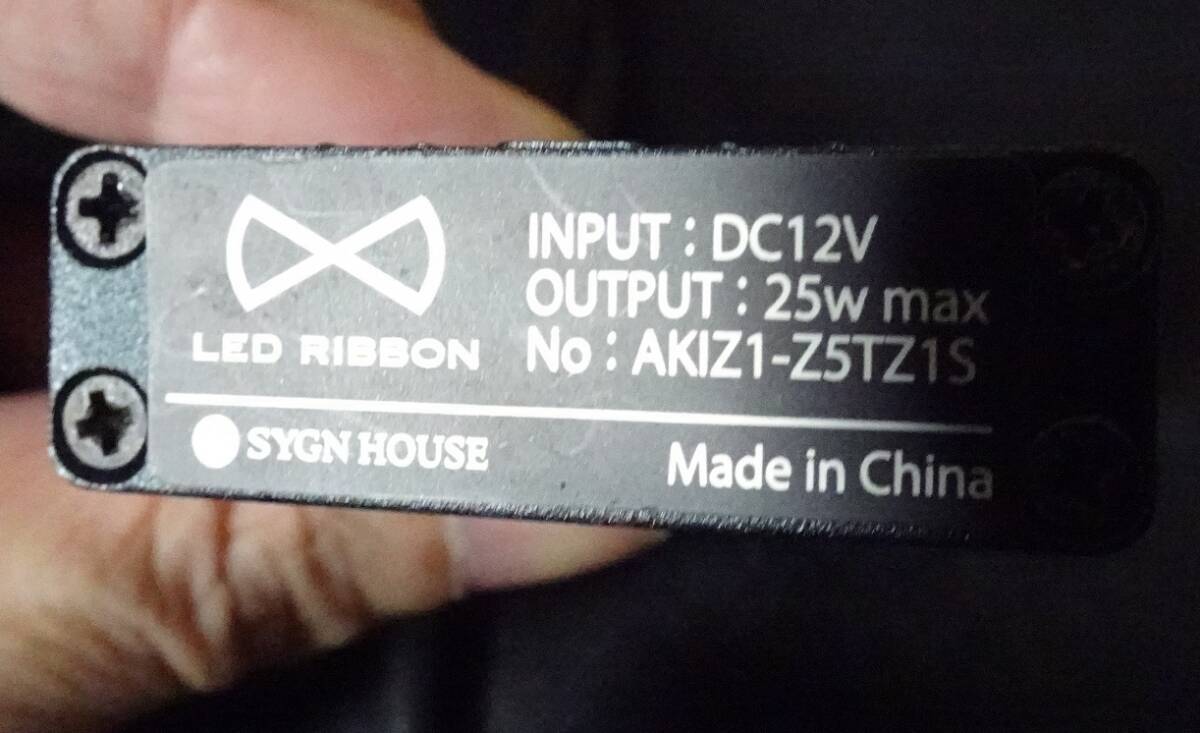 LED RIBBON
INPUT : DC12V
OUTPUT : 25w max
No : AKIZ1-Z5TZ1S
SYGN HOUSE
Made in China